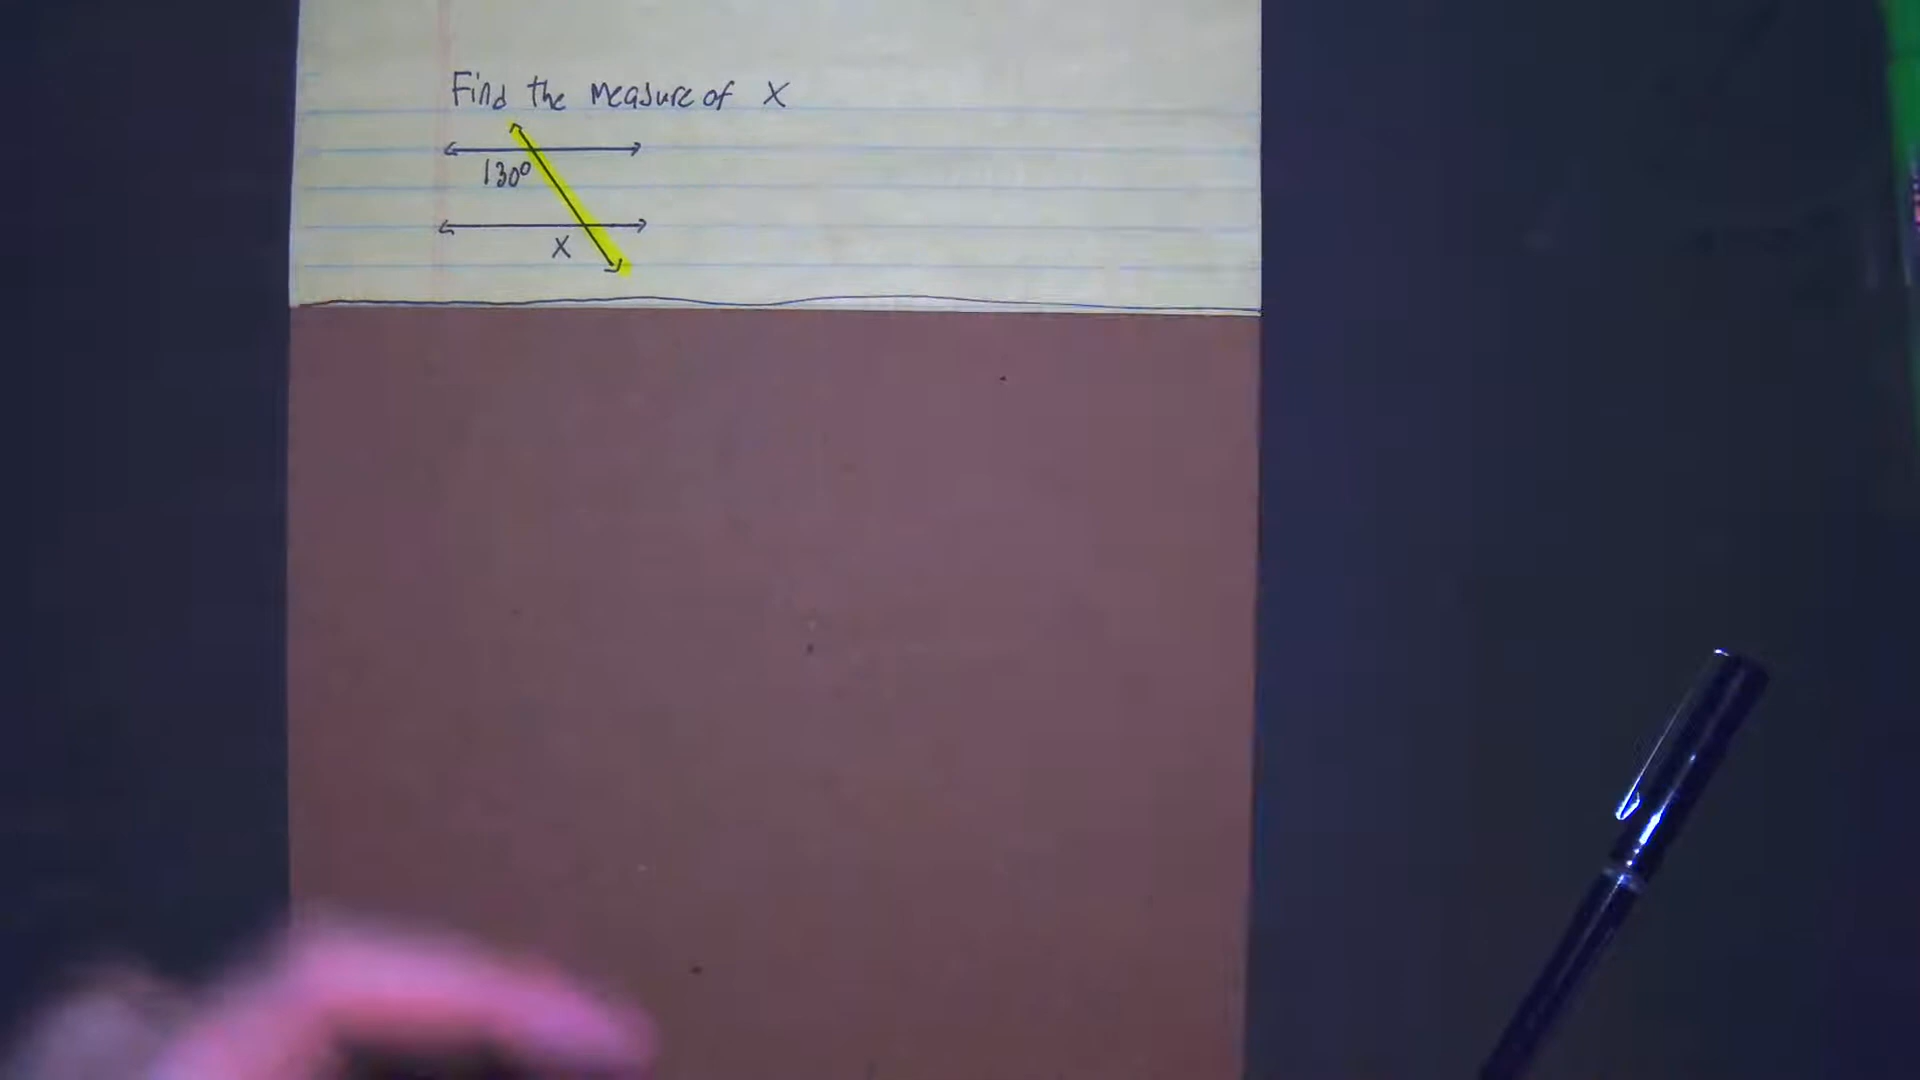 Find the measure of X
130°
X